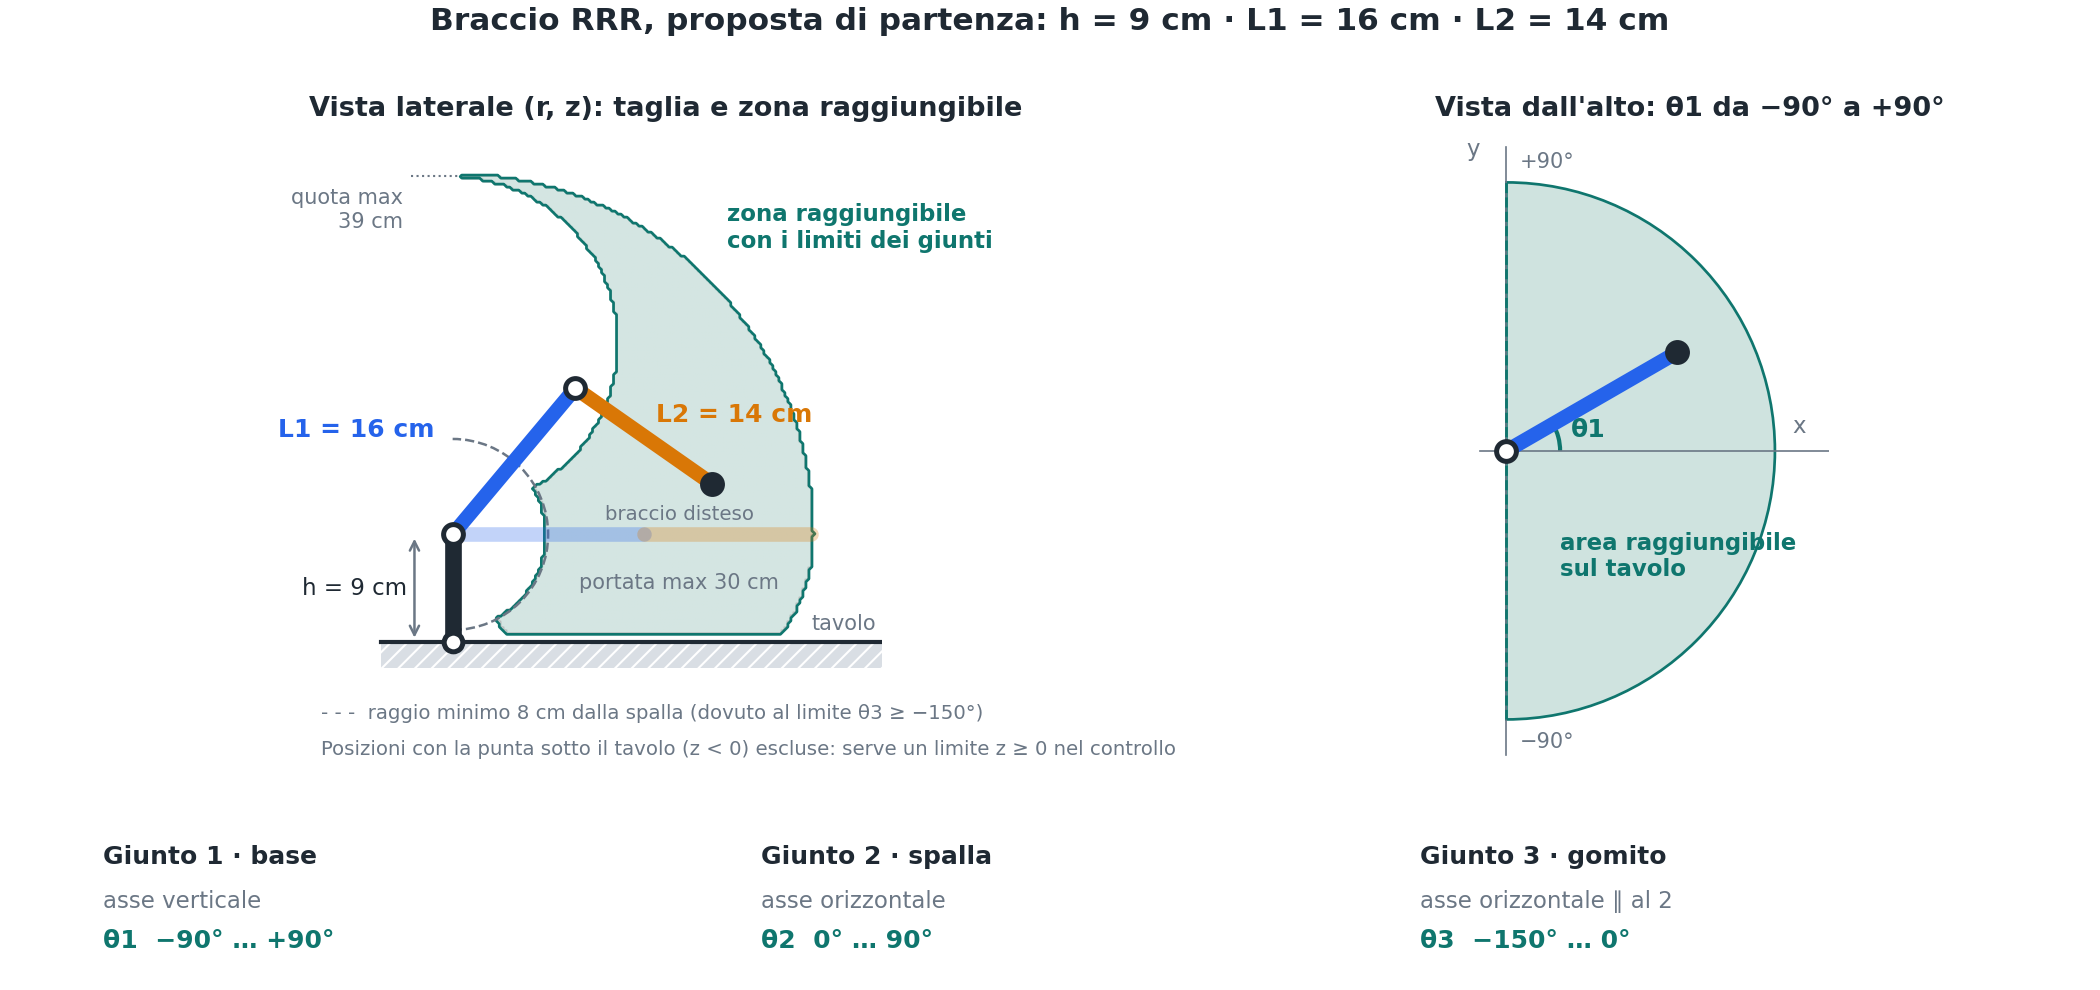 Braccio RRR, proposta di partenza: h = 9 cm · L1 = 16 cm · L2 = 14 cm
Vista laterale (r, z): taglia e zona raggiungibile
quota max
39 cm
zona raggiungibile
con i limiti dei giunti
L1 = 16 cm
L2 = 14 cm
braccio disteso
h = 9 cm
portata max 30 cm
tavolo
- - -  raggio minimo 8 cm dalla spalla (dovuto al limite θ3 ≥ −150°)
Posizioni con la punta sotto il tavolo (z < 0) escluse: serve un limite z ≥ 0 nel controllo
Vista dall'alto: θ1 da −90° a +90°
y
+90°
θ1
x
area raggiungibile
sul tavolo
−90°
Giunto 1 · base
asse verticale
θ1  −90° … +90°
Giunto 2 · spalla
asse orizzontale
θ2  0° … 90°
Giunto 3 · gomito
asse orizzontale ∥ al 2
θ3  −150° … 0°